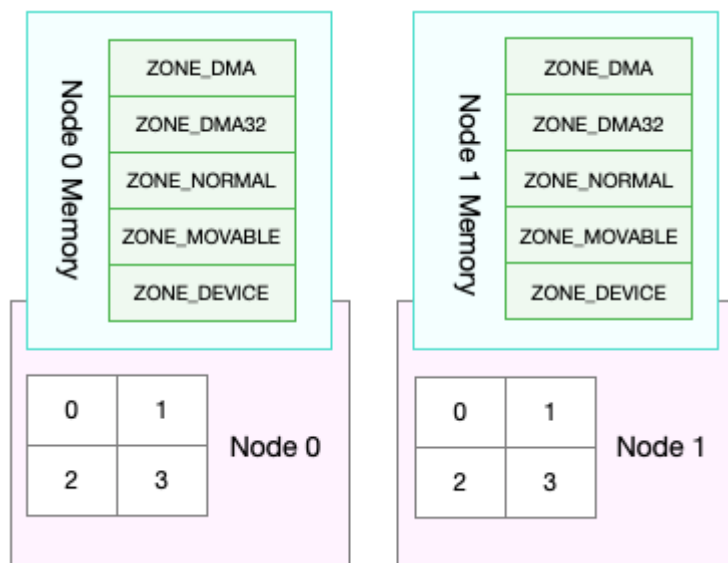 Node 0 Memory
ZONE_DMA
ZONE_DMA32
ZONE_NORMAL
ZONE_MOVABLE
ZONE_DEVICE
0 1
2 3
Node 0
Node 1 Memory
ZONE_DMA
ZONE_DMA32
ZONE_NORMAL
ZONE_MOVABLE
ZONE_DEVICE
0 1
2 3
Node 1